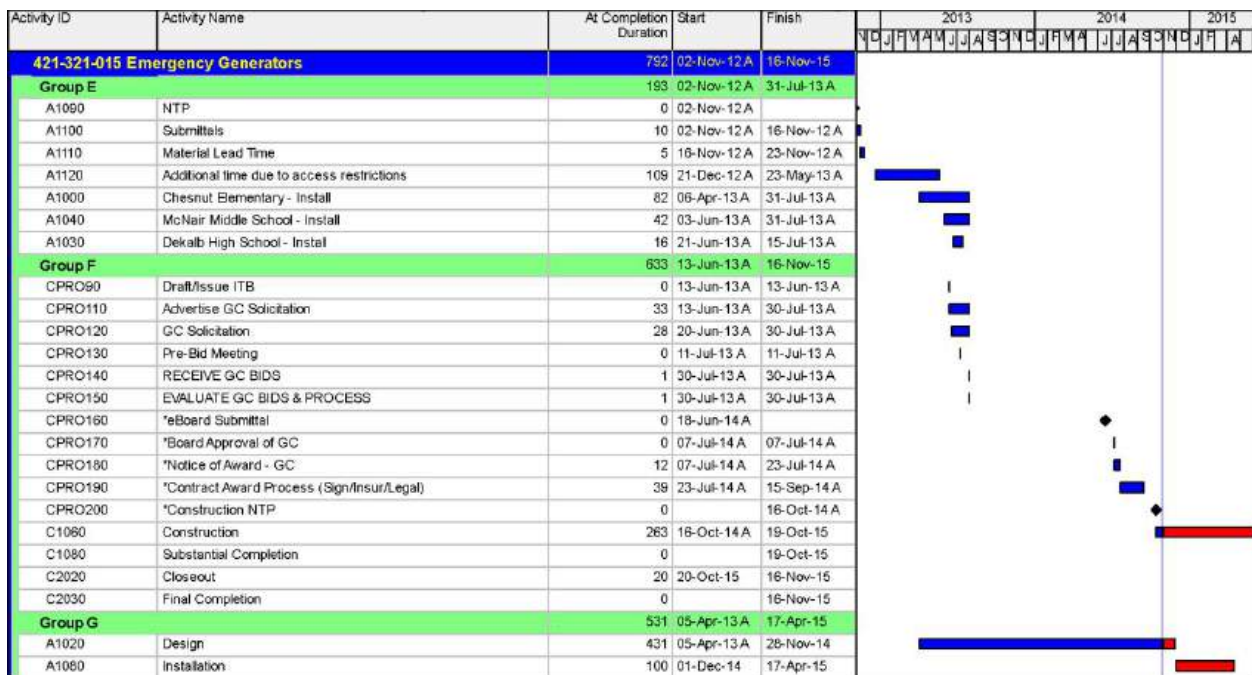 Activity ID Activity Name At Completion Duration Start Finish 2013 2014 2015
N D J F M A M J J A S O N D J F M A J J A S O N D J F A
421-321-015 Emergency Generators 792 02-Nov-12 A 16-Nov-15
Group E 193 02-Nov-12 A 31-Jul-13 A
A1090 NTP 0 02-Nov-12 A
A1100 Submittals 10 02-Nov-12 A 16-Nov-12 A
A1110 Material Lead Time 5 16-Nov-12 A 23-Nov-12 A
A1120 Additional time due to access restrictions 109 21-Dec-12 A 23-May-13 A
A1000 Chesnut Elementary - Install 82 06-Apr-13 A 31-Jul-13 A
A1040 McNair Middle School - Install 42 03-Jun-13 A 31-Jul-13 A
A1030 Dekalb High School - Install 16 21-Jun-13 A 15-Jul-13 A
Group F 633 13-Jun-13 A 16-Nov-15
CPRO90 Draft/Issue ITB 0 13-Jun-13 A 13-Jun-13 A
CPRO110 Advertise GC Solicitation 33 13-Jun-13 A 30-Jul-13 A
CPRO120 GC Solicitation 28 20-Jun-13 A 30-Jul-13 A
CPRO130 Pre-Bid Meeting 0 11-Jul-13 A 11-Jul-13 A
CPRO140 RECEIVE GC BIDS 1 30-Jul-13 A 30-Jul-13 A
CPRO150 EVALUATE GC BIDS & PROCESS 1 30-Jul-13 A 30-Jul-13 A
CPRO160 *eBoard Submittal 0 18-Jun-14 A
CPRO170 *Board Approval of GC 0 07-Jul-14 A 07-Jul-14 A
CPRO180 *Notice of Award - GC 12 07-Jul-14 A 23-Jul-14 A
CPRO190 *Contract Award Process (Sign/Insur/Legal) 39 23-Jul-14 A 15-Sep-14 A
CPRO200 *Construction NTP 0 16-Oct-14 A
C1060 Construction 263 16-Oct-14 A 19-Oct-15
C1080 Substantial Completion 0 19-Oct-15
C2020 Closeout 20 20-Oct-15 16-Nov-15
C2030 Final Completion 0 16-Nov-15
Group G 531 05-Apr-13 A 17-Apr-15
A1020 Design 431 05-Apr-13 A 28-Nov-14
A1080 Installation 100 01-Dec-14 17-Apr-15